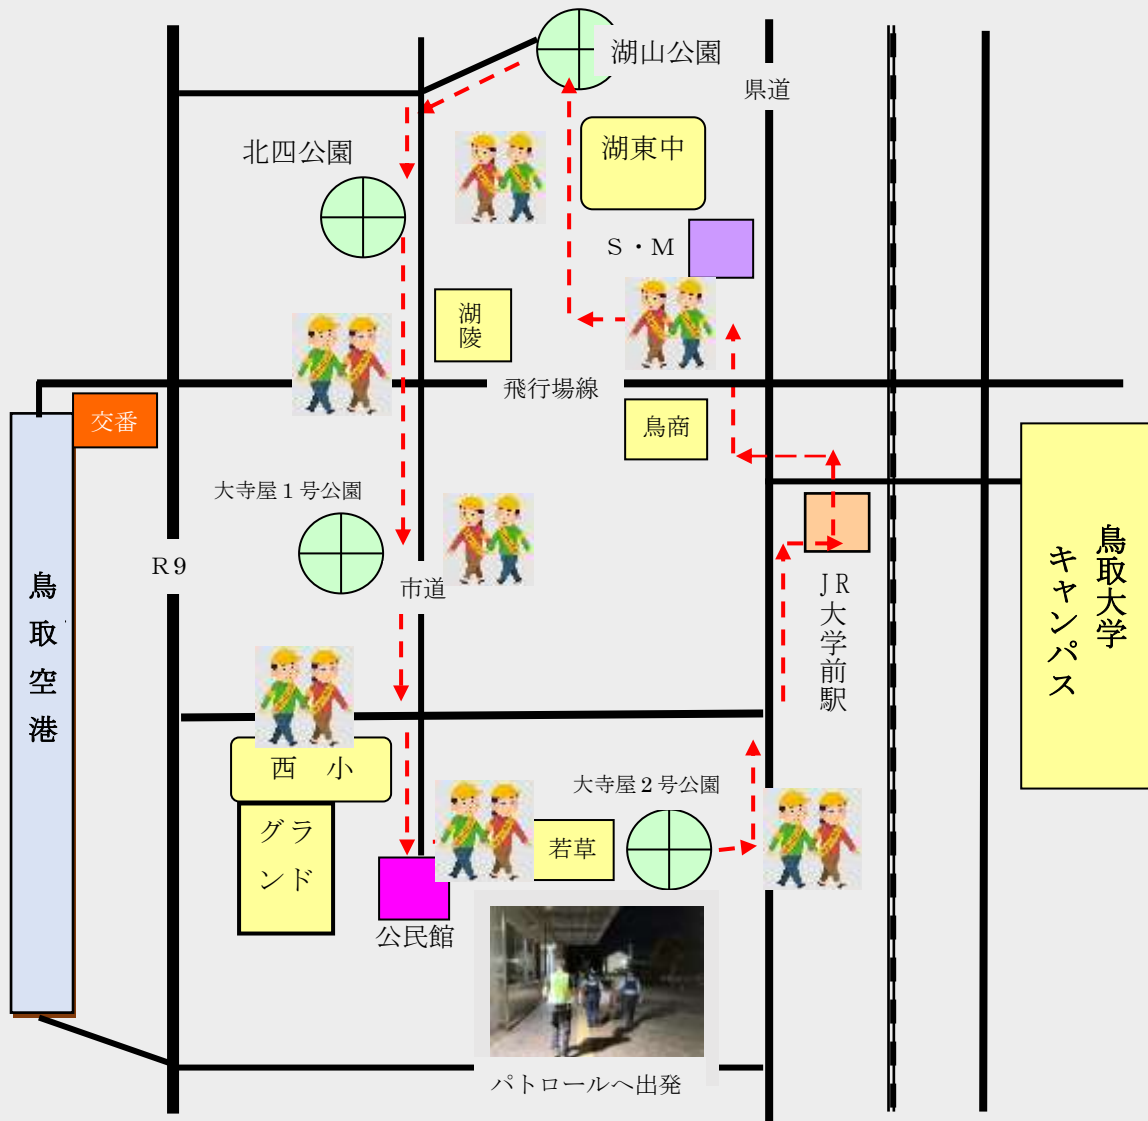 湖山公園
県道
北四公園
湖東中
S・M
湖
陵
飛行場線
交番
鳥商
大寺屋1号公園
R9
市道
鳥取空港
JR大学前駅
鳥取大学
キャンパス
西 小
大寺屋2号公園
グラ
ンド
若草
公民館
パトロールへ出発